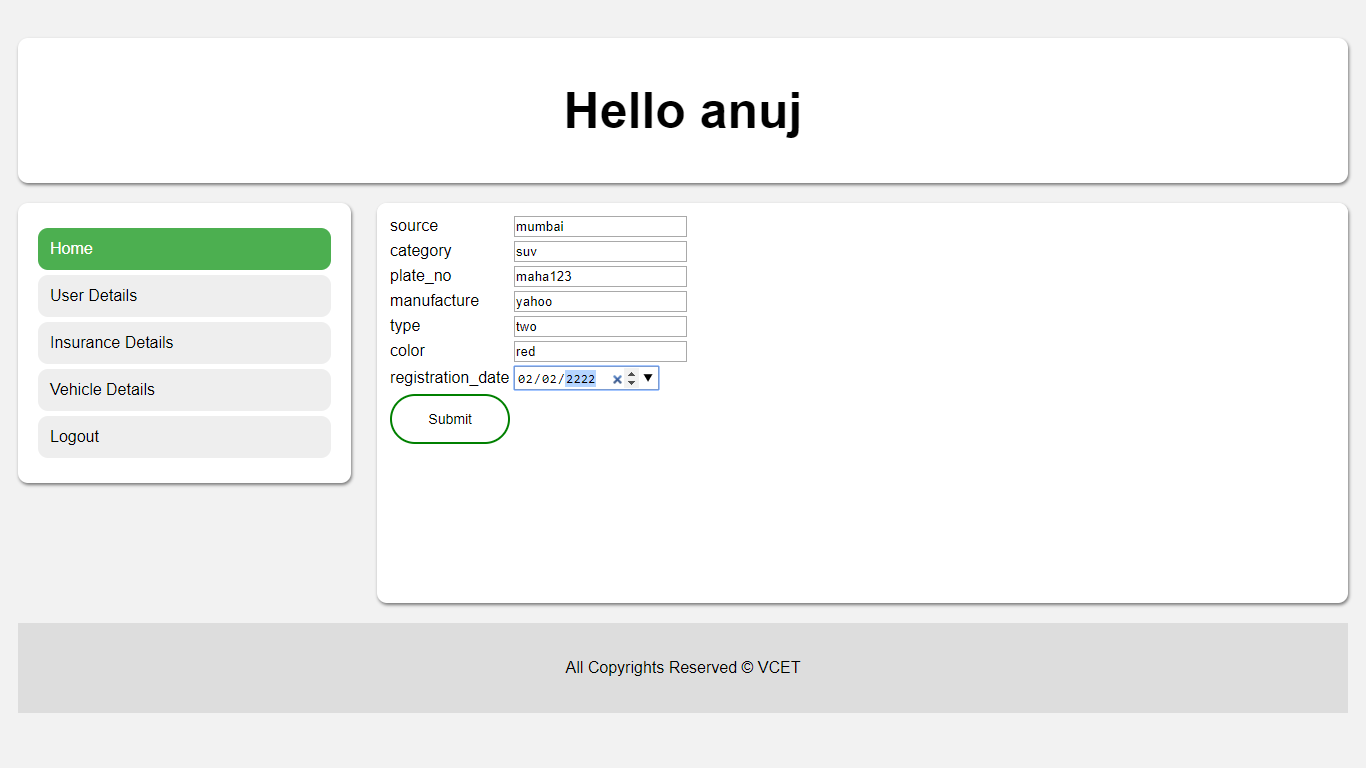 Hello anuj
Home
User Details
Insurance Details
Vehicle Details
Logout
source mumbai
category suv
plate_no maha123
manufacture yahoo
type two
color red
registration_date 02/02/2222
Submit
All Copyrights Reserved © VCET